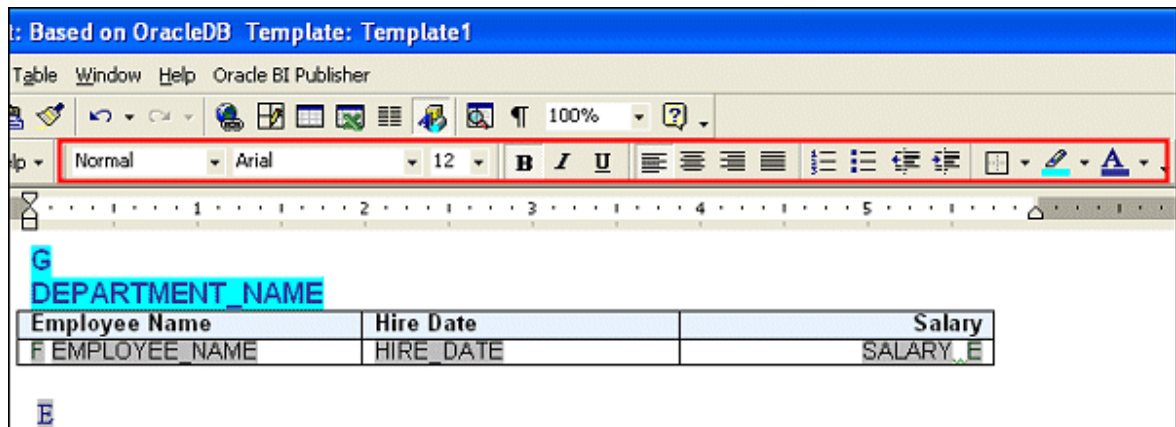 t: Based on OracleDB Template: Template1
Table Window Help Oracle BI Publisher
100%
elp Normal Arial 12 B I U A
1 2 3 4 5
G
DEPARTMENT_NAME
Employee Name Hire Date Salary
F EMPLOYEE_NAME HIRE_DATE SALARY E
E